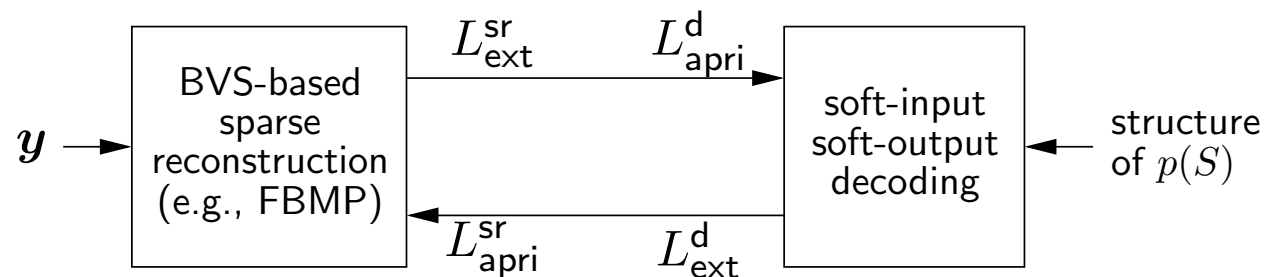 L^sr_ext
L^d_apri
BVS-based
sparse
reconstruction
(e.g., FBMP)
y
soft-input
soft-output
decoding
structure
of p(S)
L^sr_apri
L^d_ext